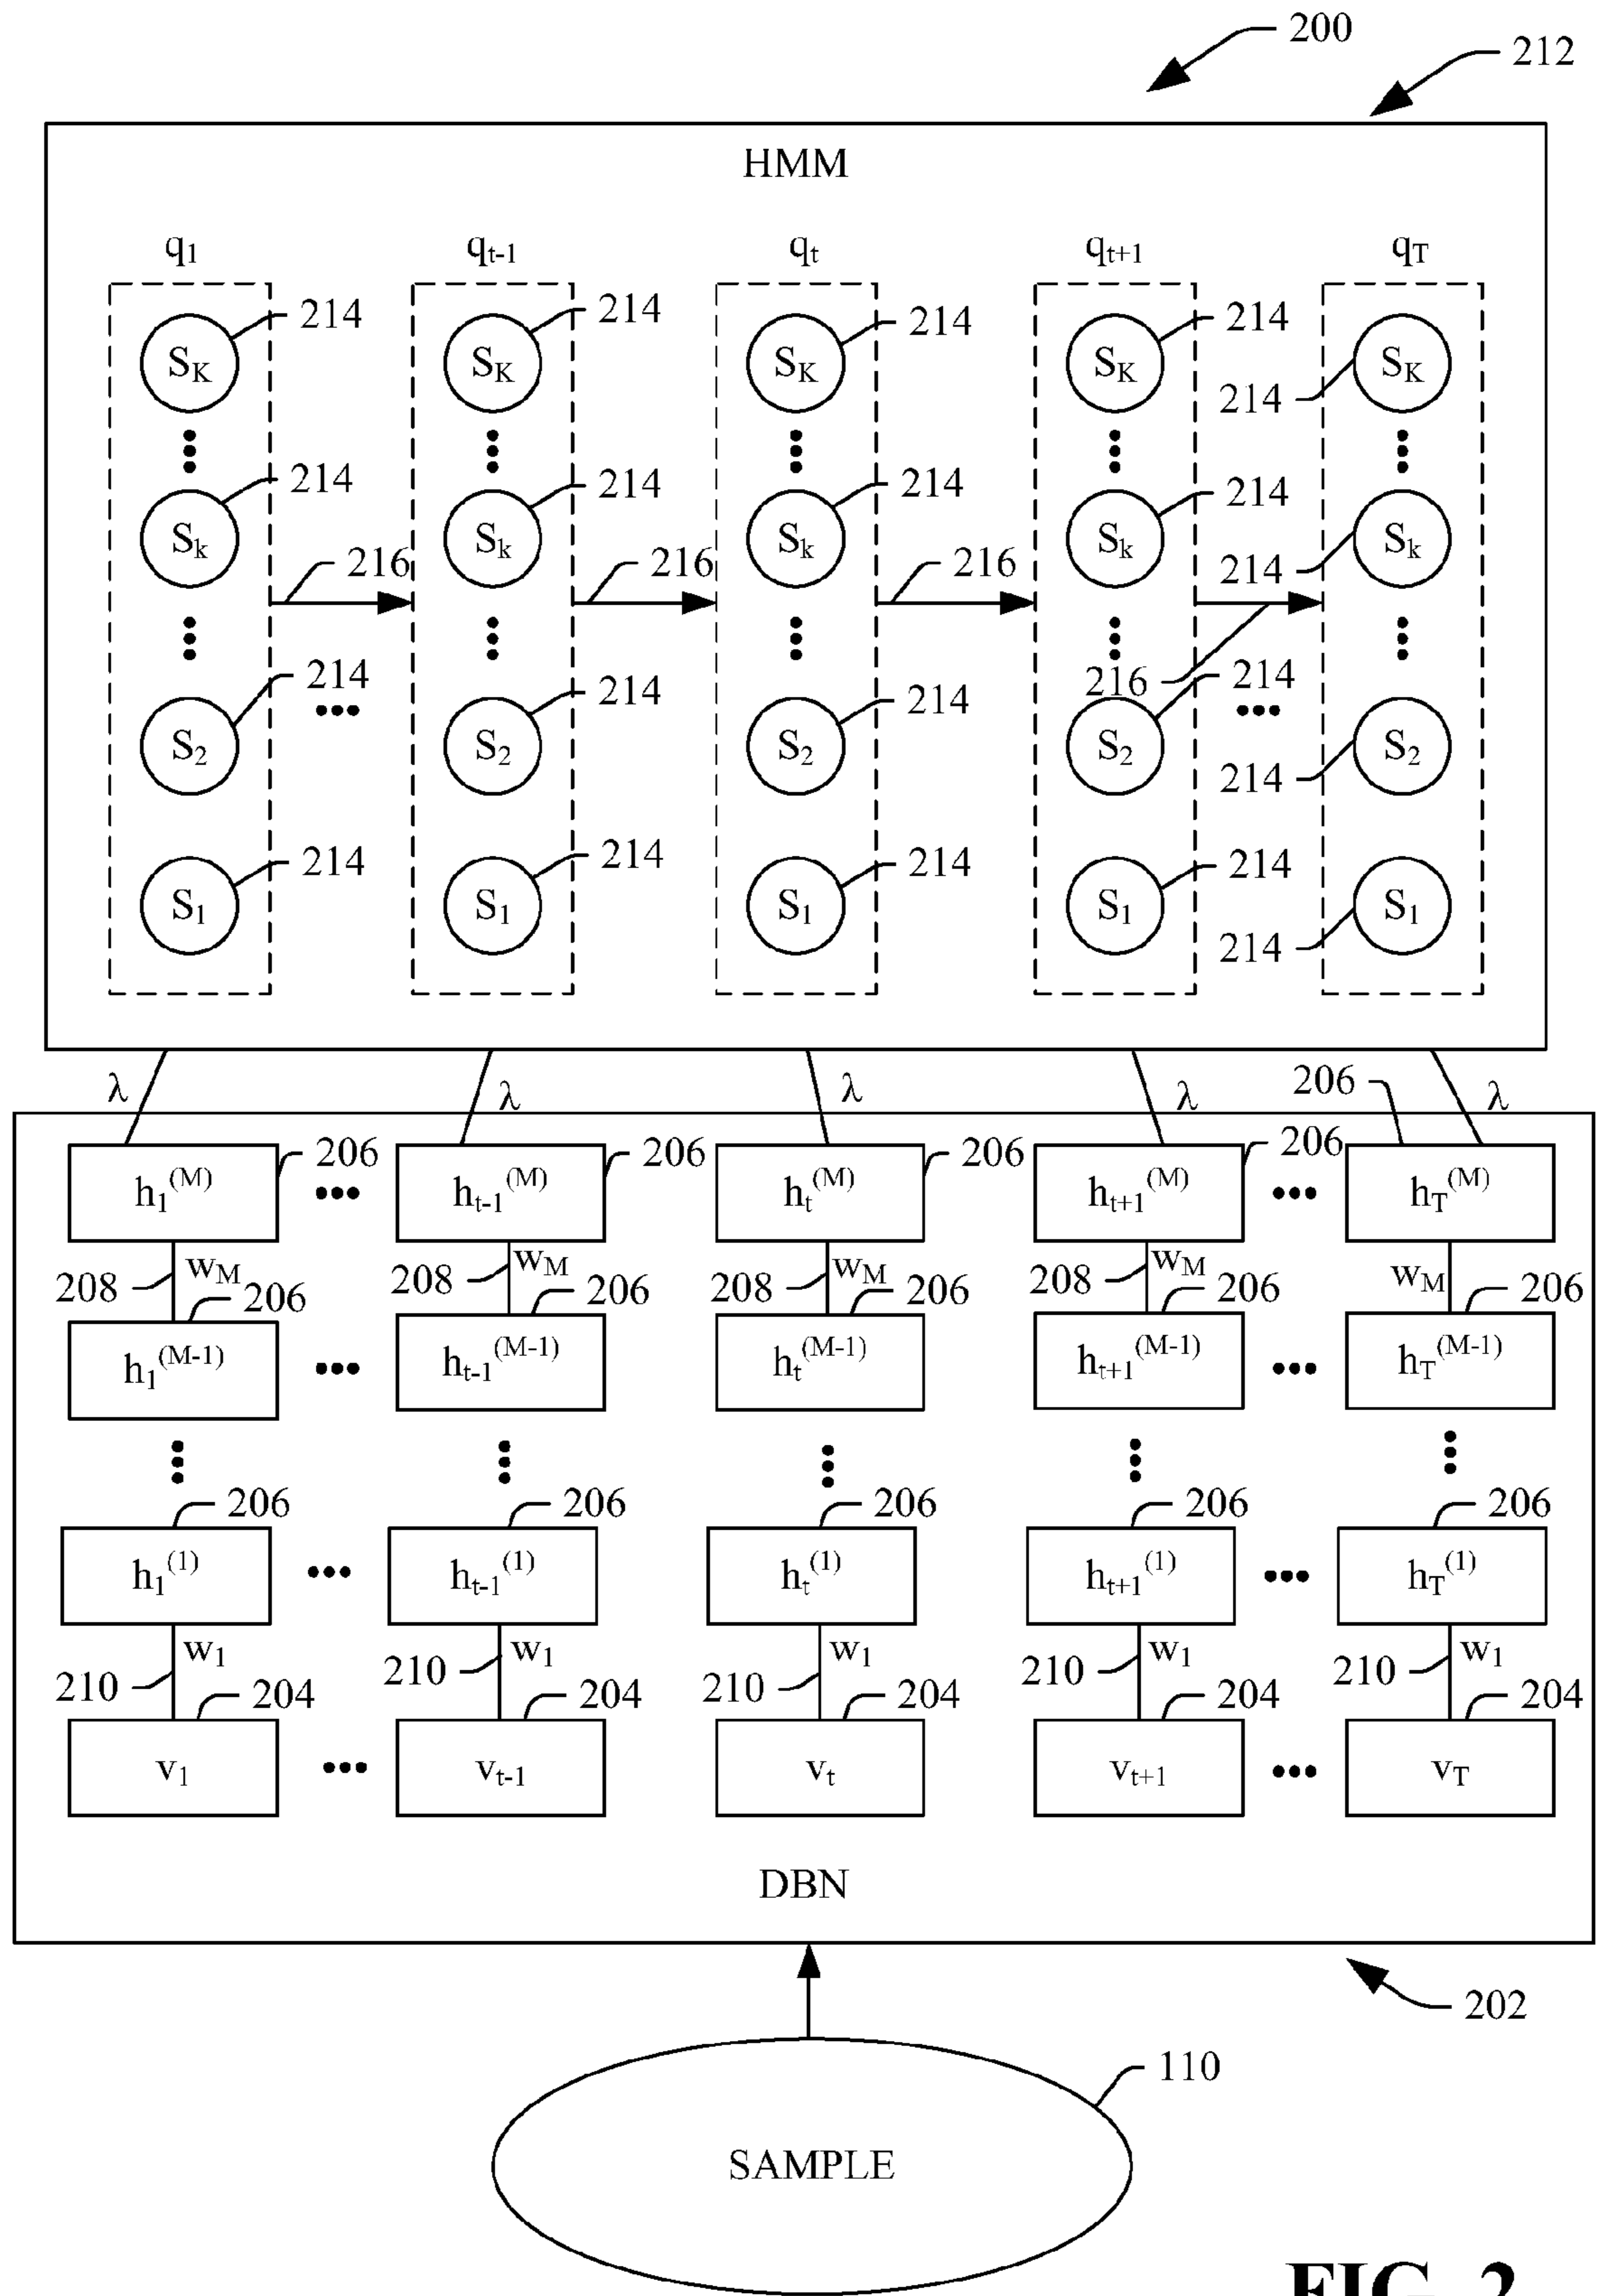 200
212
HMM
q1 qt-1 qt qt+1 qT
214 214 214 214
SK SK SK SK SK
214
214 214 214 214
Sk Sk Sk Sk Sk
216 216 216 214
214 214 214 216 214
S2 S2 S2 S2 S2
214
214 214 214 214
S1 S1 S1 S1 S1
214
λ λ λ λ 206 λ
206 206 206 206
h1(M) ht-1(M) ht(M) ht+1(M) hT(M)
208 wM 208 wM 208 wM 208 wM wM
206 206 206 206 206
h1(M-1) ht-1(M-1) ht(M-1) ht+1(M-1) hT(M-1)
206 206 206 206 206
h1(1) ht-1(1) ht(1) ht+1(1) hT(1)
210 w1 210 w1 210 w1 210 w1 210 w1
204 204 204 204 204
v1 vt-1 vt vt+1 vT
DBN
202
110
SAMPLE
FIG. 2